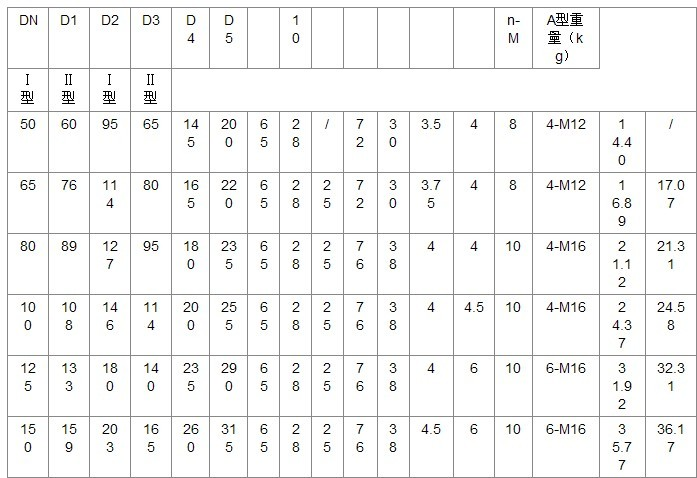 DN D1 D2 D3 D4 D5 10 n-M A型重量（kg）
Ⅰ型 Ⅱ型 Ⅰ型 Ⅱ型
50 60 95 65 145 200 65 28 / 72 30 3.5 4 8 4-M12 14.40 /
65 76 114 80 165 220 65 28 25 72 30 3.75 4 8 4-M12 16.89 17.07
80 89 127 95 180 235 65 28 25 76 38 4 4 10 4-M16 21.12 21.31
100 108 146 114 200 255 65 28 25 76 38 4 4.5 10 4-M16 24.37 24.58
125 133 180 140 235 290 65 28 25 76 38 4 6 10 6-M16 31.92 32.31
150 159 203 165 260 315 65 28 25 76 38 4.5 6 10 6-M16 35.77 36.17